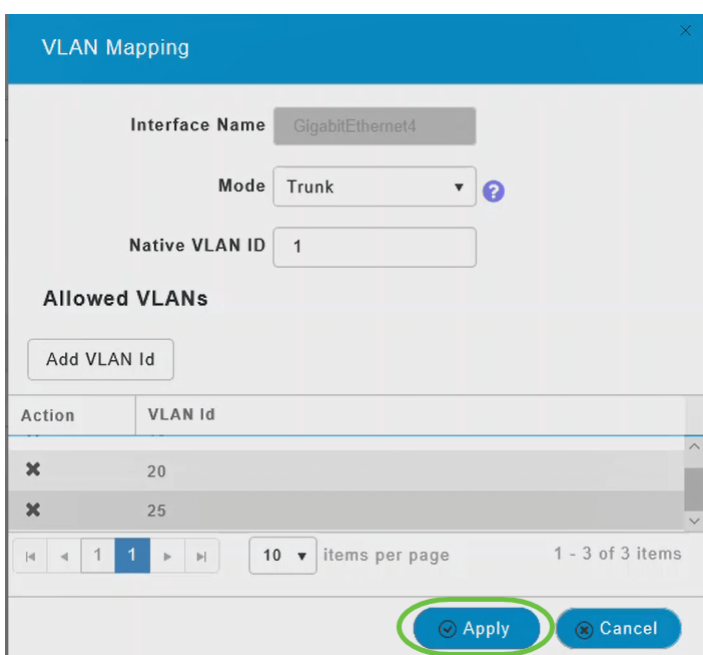 VLAN Mapping
Interface Name GigabitEthernet4
Mode Trunk
Native VLAN ID 1
Allowed VLANs
Add VLAN Id
Action VLAN Id
20
25
1 1 10 items per page 1 - 3 of 3 items
Apply Cancel